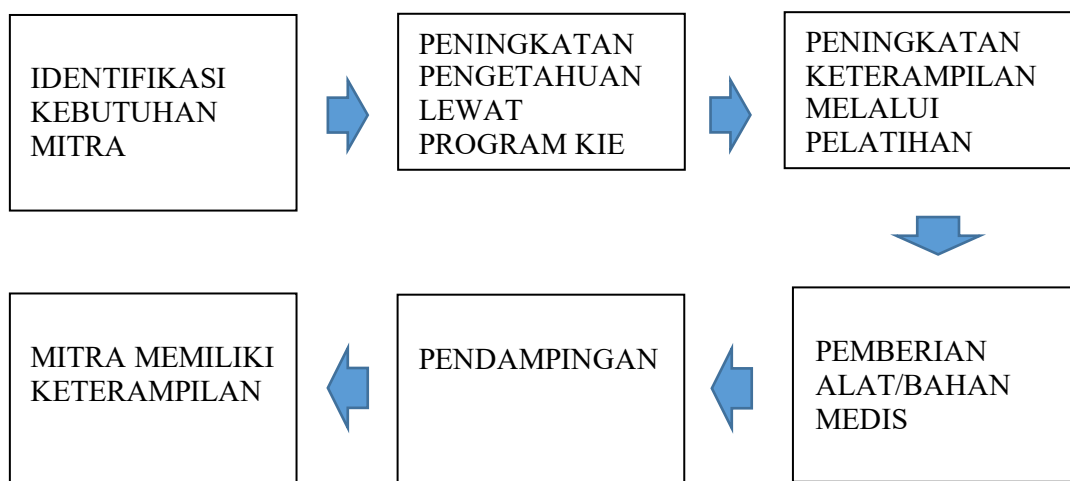 IDENTIFIKASI
KEBUTUHAN
MITRA
PENINGKATAN
PENGETAHUAN
LEWAT
PROGRAM KIE
PENINGKATAN
KETERAMPILAN
MELALUI
PELATIHAN
PEMBERIAN
ALAT/BAHAN
MEDIS
PENDAMPINGAN
MITRA MEMILIKI
KETERAMPILAN